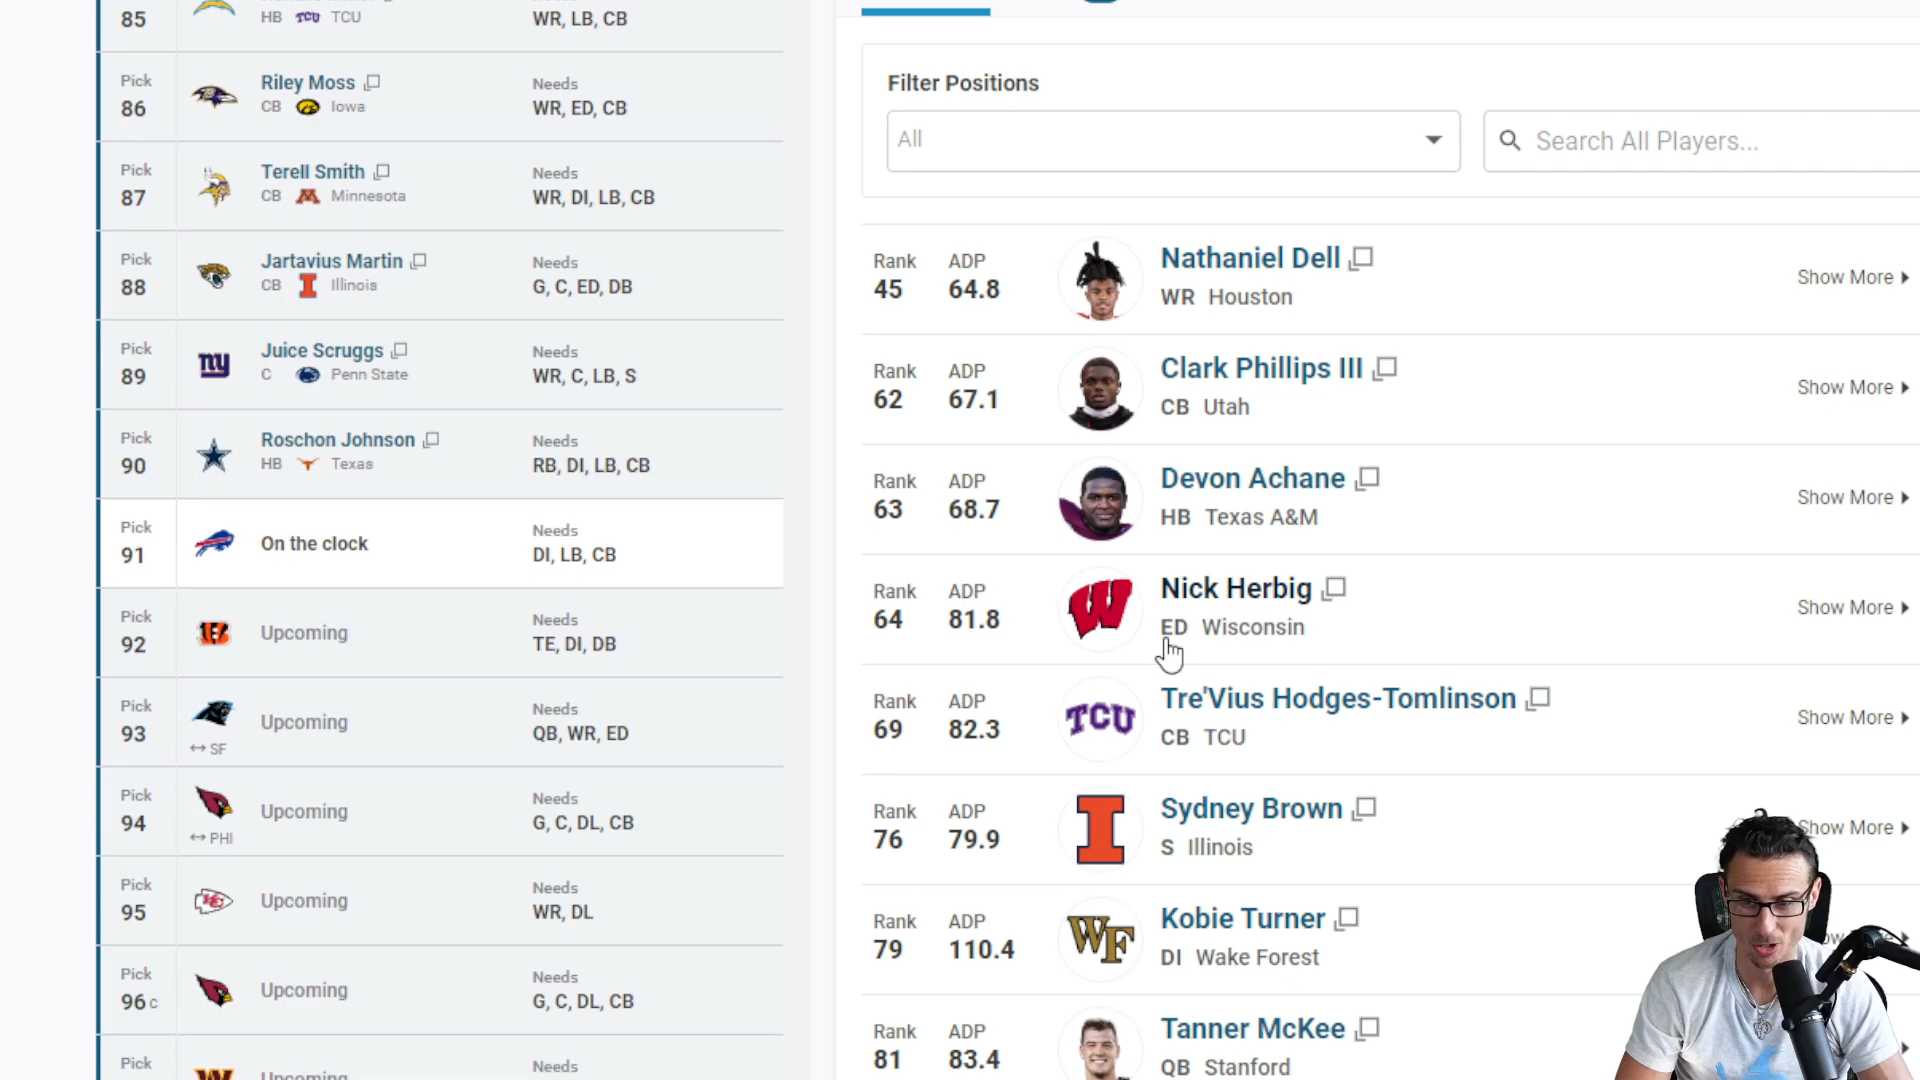 85
HB TCU TCU
WR, LB, CB
Pick
86
Riley Moss
CB Iowa
Needs
WR, ED, CB
Pick
87
Terell Smith
CB Minnesota
Needs
WR, DI, LB, CB
Pick
88
Jartavius Martin
CB Illinois
Needs
G, C, ED, DB
Pick
89
ny
Juice Scruggs
C Penn State
Needs
WR, C, LB, S
Pick
90
Roschon Johnson
HB Texas
Needs
RB, DI, LB, CB
Pick
91
On the clock
Needs
DI, LB, CB
Pick
92
Upcoming
Needs
TE, DI, DB
Pick
93
↔ SF
Upcoming
Needs
QB, WR, ED
Pick
94
↔ PHI
Upcoming
Needs
G, C, DL, CB
Pick
95
KC
Upcoming
Needs
WR, DL
Pick
96 c
Upcoming
Needs
G, C, DL, CB
Pick
Upcoming
Needs
Filter Positions
All
Search All Players...
Rank
45
ADP
64.8
Nathaniel Dell
WR Houston
Show More
Rank
62
ADP
67.1
Clark Phillips III
CB Utah
Show More
Rank
63
ADP
68.7
Devon Achane
HB Texas A&M
Show More
Rank
64
ADP
81.8
W
Nick Herbig
ED Wisconsin
Show More
Rank
69
ADP
82.3
TCU
Tre'Vius Hodges-Tomlinson
CB TCU
Show More
Rank
76
ADP
79.9
I
Sydney Brown
S Illinois
Show More
Rank
79
ADP
110.4
WF
Kobie Turner
DI Wake Forest
Rank
81
ADP
83.4
Tanner McKee
QB Stanford